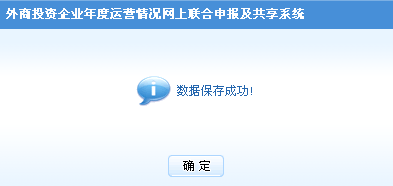 外商投资企业年度运营情况网上联合申报及共享系统
数据保存成功!
确 定